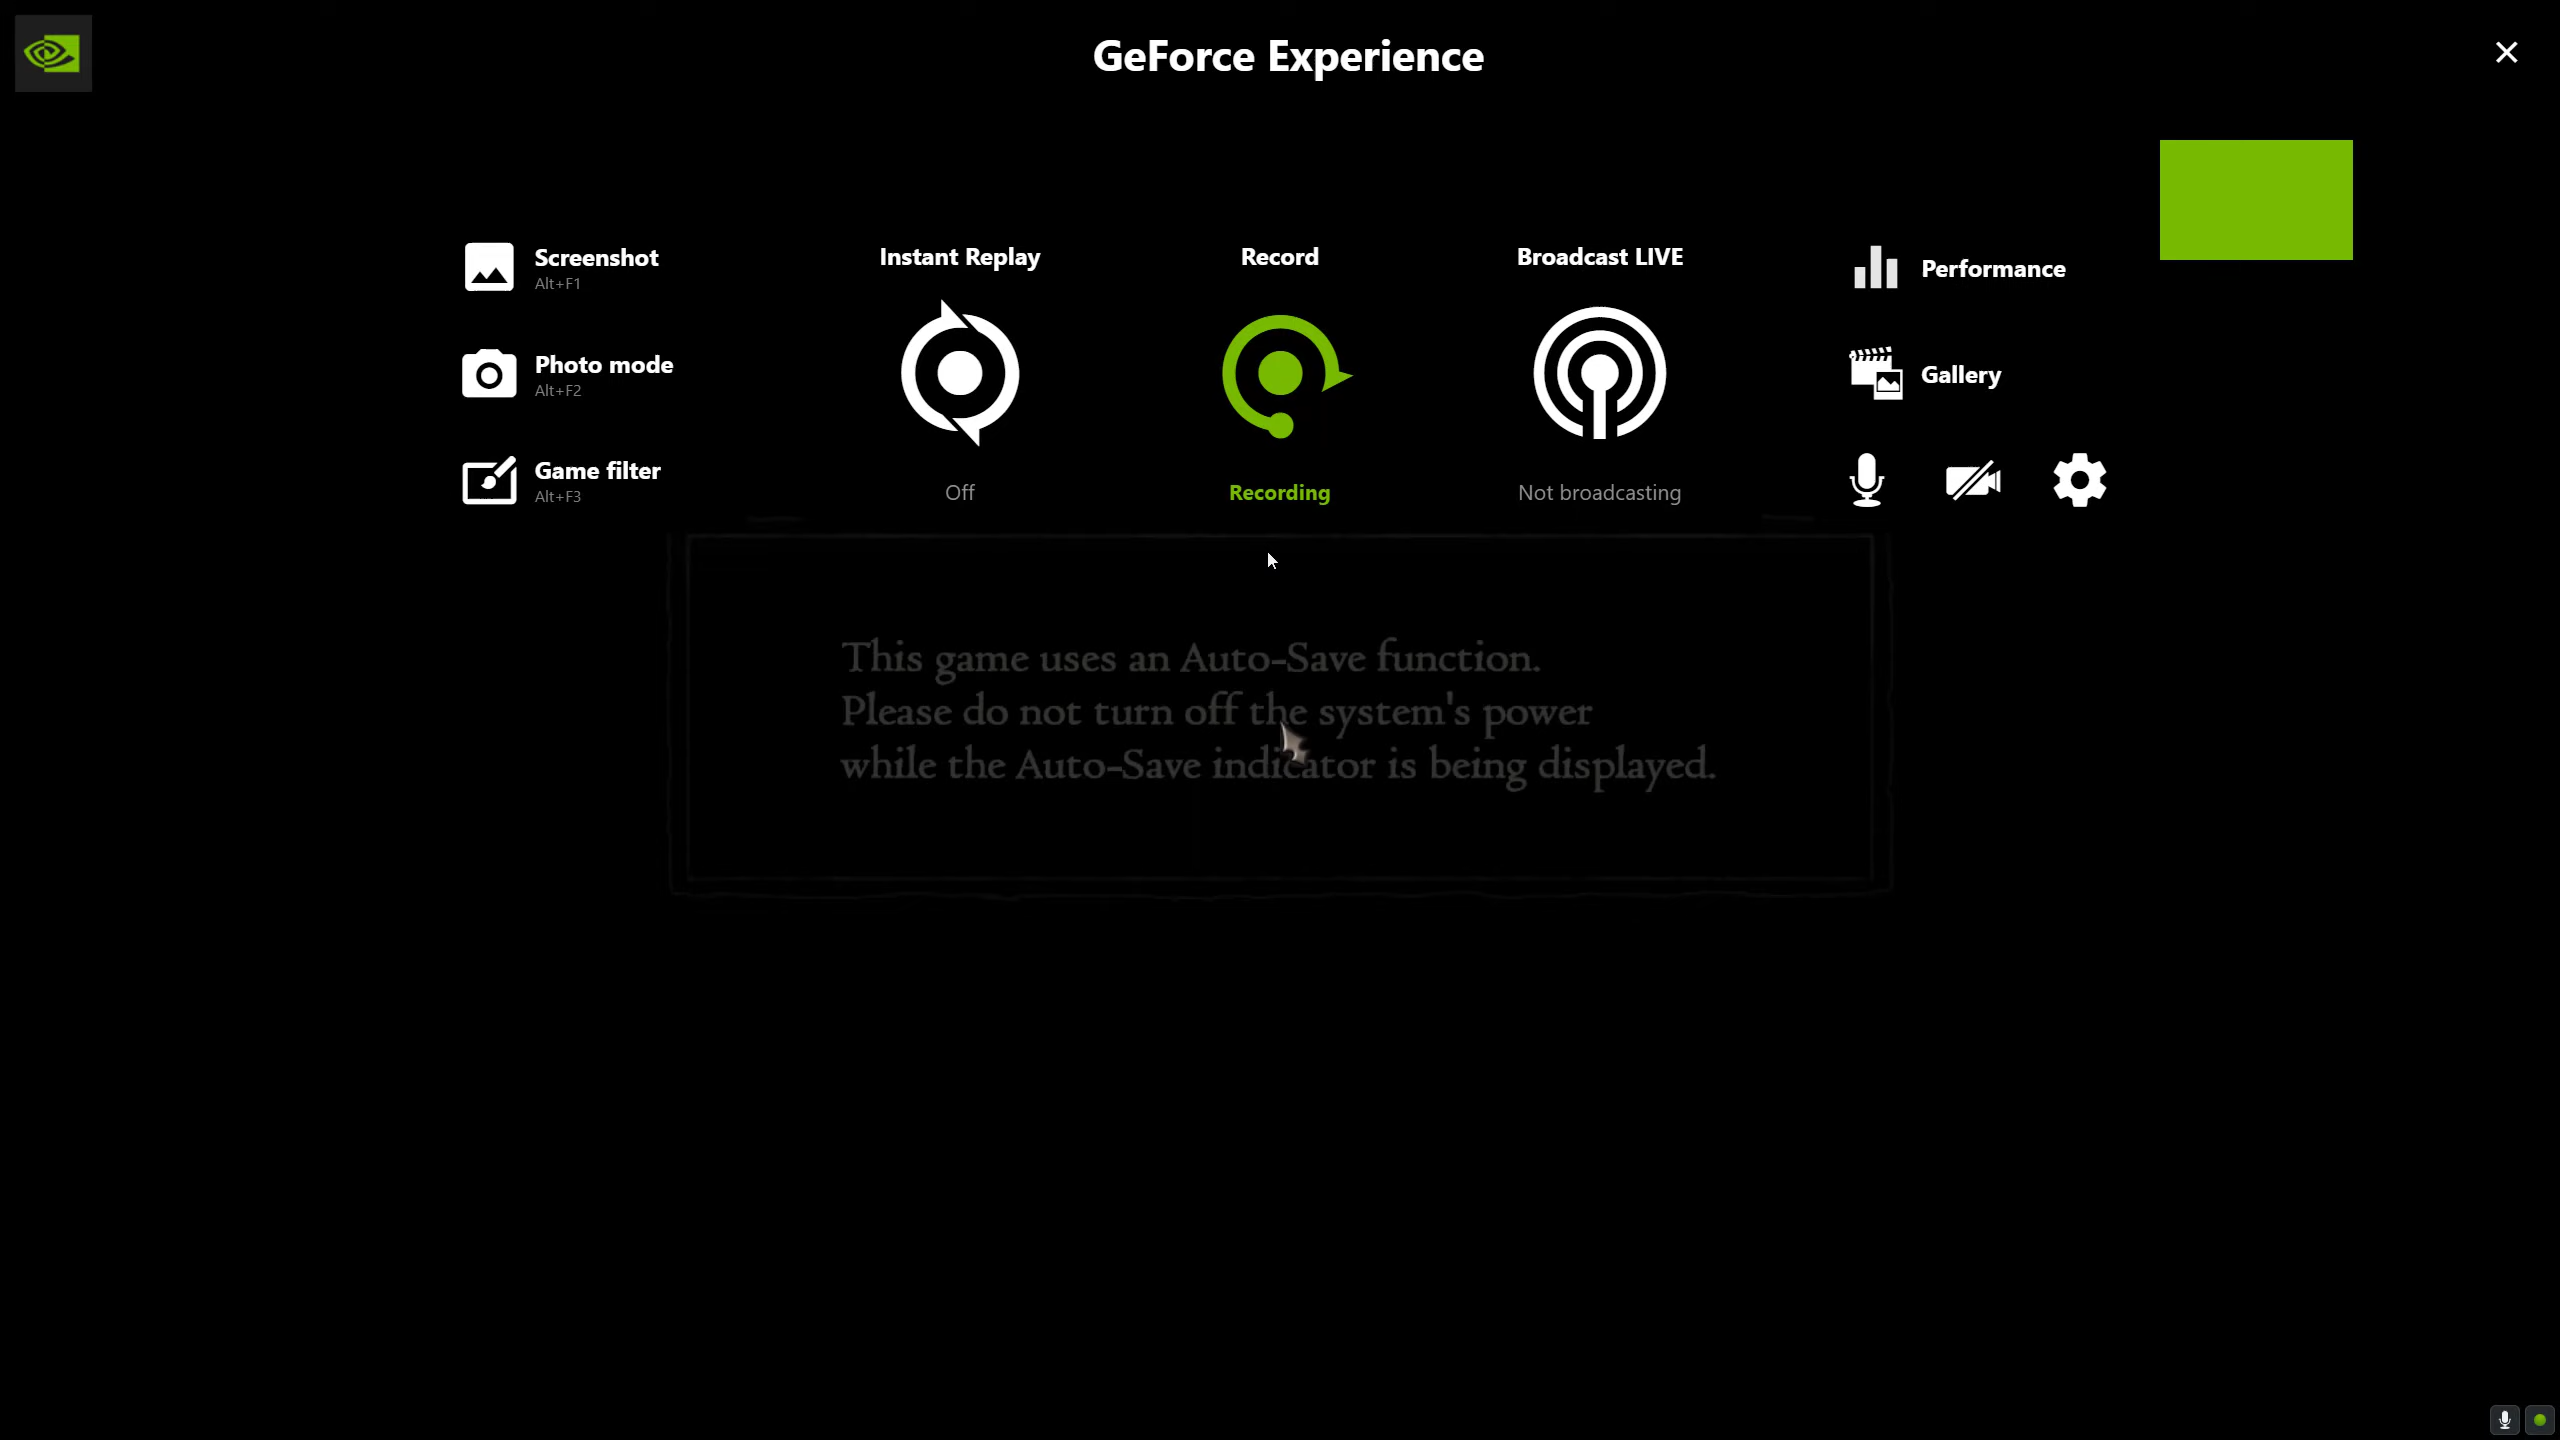 GeForce Experience
Screenshot
Alt+F1
Photo mode
Alt+F2
Game filter
Alt+F3
Instant Replay
Off
Record
Recording
Broadcast LIVE
Not broadcasting
Performance
Gallery
This game uses an Auto-Save function.
Please do not turn off the system's power
while the Auto-Save indicator is being displayed.